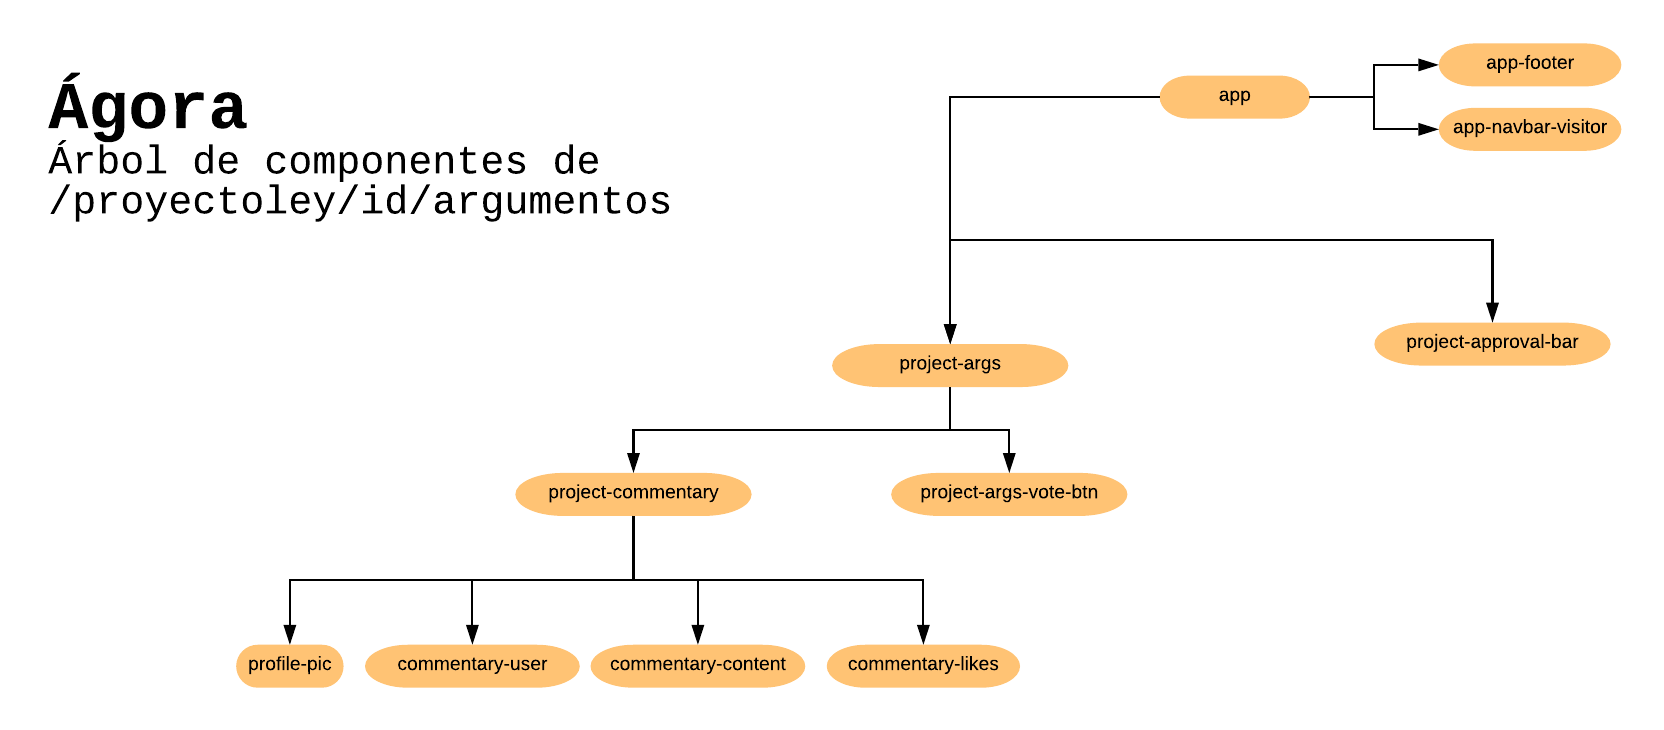 Ágora
Árbol de componentes de
/proyectoley/id/argumentos
app
app-footer
app-navbar-visitor
project-approval-bar
project-args
project-commentary
project-args-vote-btn
profile-pic
commentary-user
commentary-content
commentary-likes